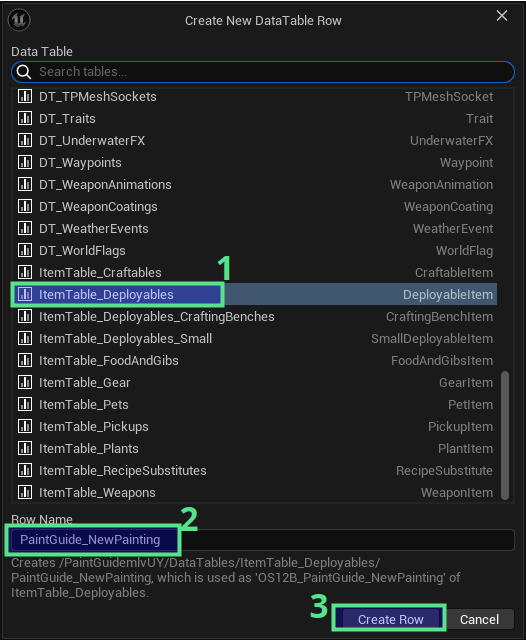 Create New DataTable Row
Data Table
Search tables...
DT_TPMeshSockets TPMeshSocket
DT_Traits Trait
DT_UnderwaterFX UnderwaterFX
DT_Waypoints Waypoint
DT_WeaponAnimations WeaponAnimation
DT_WeaponCoatings WeaponCoating
DT_WeatherEvents WeatherEvent
DT_WorldFlags WorldFlag
1
ItemTable_Craftables CraftableItem
ItemTable_Deployables DeployableItem
ItemTable_Deployables_CraftingBenches CraftingBenchItem
ItemTable_Deployables_Small SmallDeployableItem
ItemTable_FoodAndGibs FoodAndGibsItem
ItemTable_Gear GearItem
ItemTable_Pets PetItem
ItemTable_Pickups PickupItem
ItemTable_Plants PlantItem
ItemTable_RecipeSubstitutes RecipeSubstitute
ItemTable_Weapons WeaponItem
Row Name
2
PaintGuide_NewPainting
Creates /PaintGuidemlvUY/DataTables/ItemTable_Deployables/
PaintGuide_NewPainting, which is used as 'OS12B_PaintGuide_NewPainting' of
ItemTable_Deployables.
3
Create Row Cancel